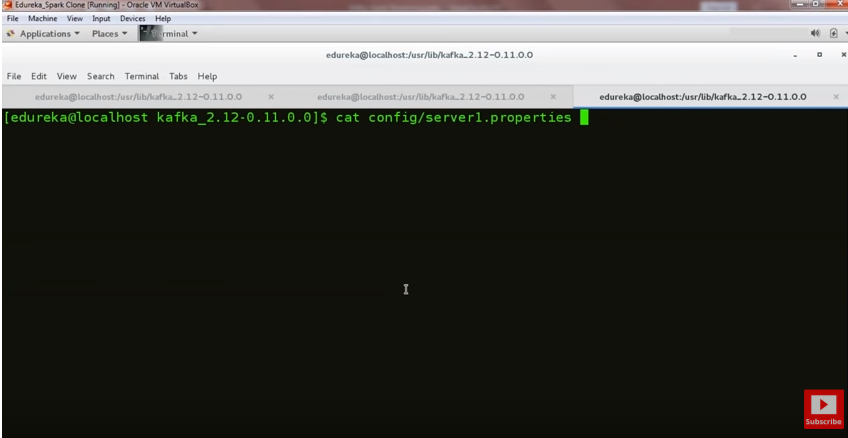 Edureka_Spark Clone [Running] - Oracle VM VirtualBox
File Machine View Input Devices Help
Applications Places Terminal
edureka@localhost:/usr/lib/kafka_2.12-0.11.0.0
File Edit View Search Terminal Tabs Help
edureka@localhost:/usr/lib/kafka_2.12-0.11.0.0 × edureka@localhost:/usr/lib/kafka_2.12-0.11.0.0 × edureka@localhost:/usr/lib/kafka_2.12-0.11.0.0 ×
[edureka@localhost kafka_2.12-0.11.0.0]$ cat config/server1.properties
Subscribe